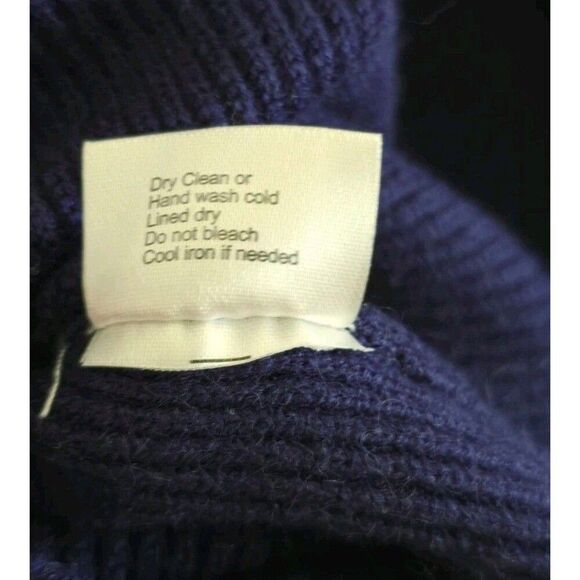 Dry Clean or
Hand wash cold
Lined dry
Do not bleach
Cool iron if needed